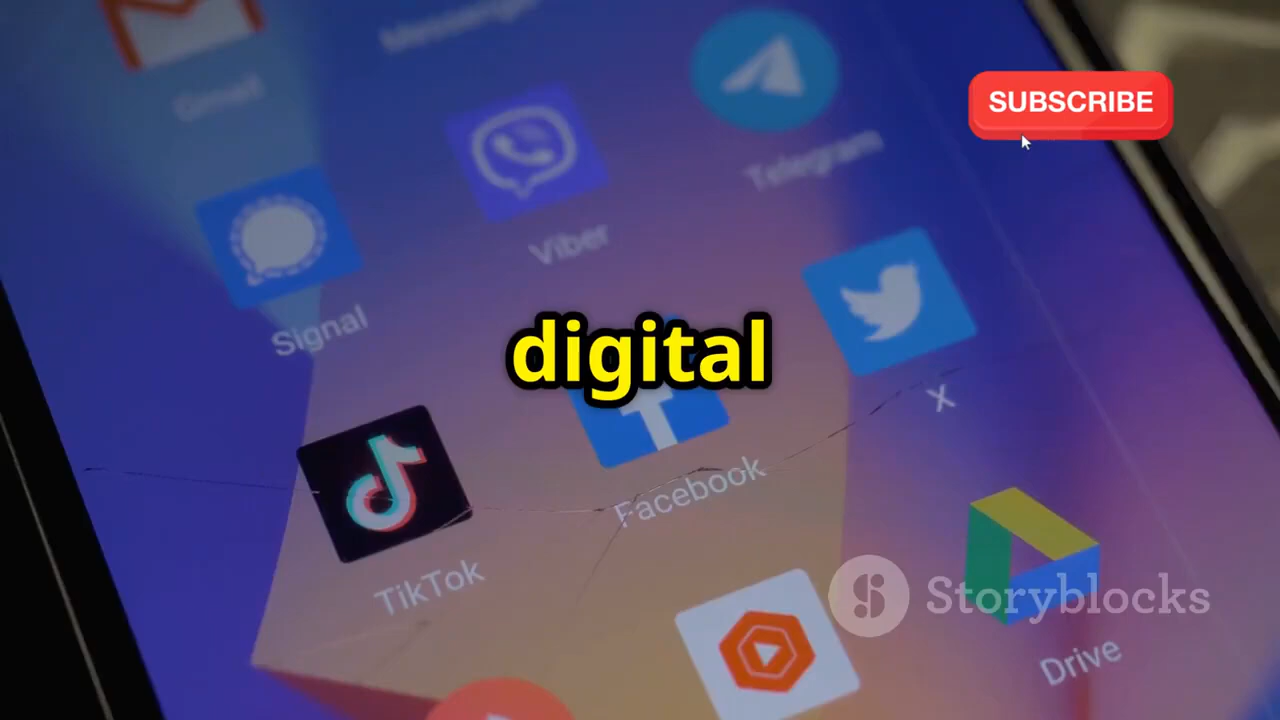 Messenger
Gmail
Telegram
SUBSCRIBE
Viber
Signal
digital
X
Facebook
TikTok
Storyblocks
Drive